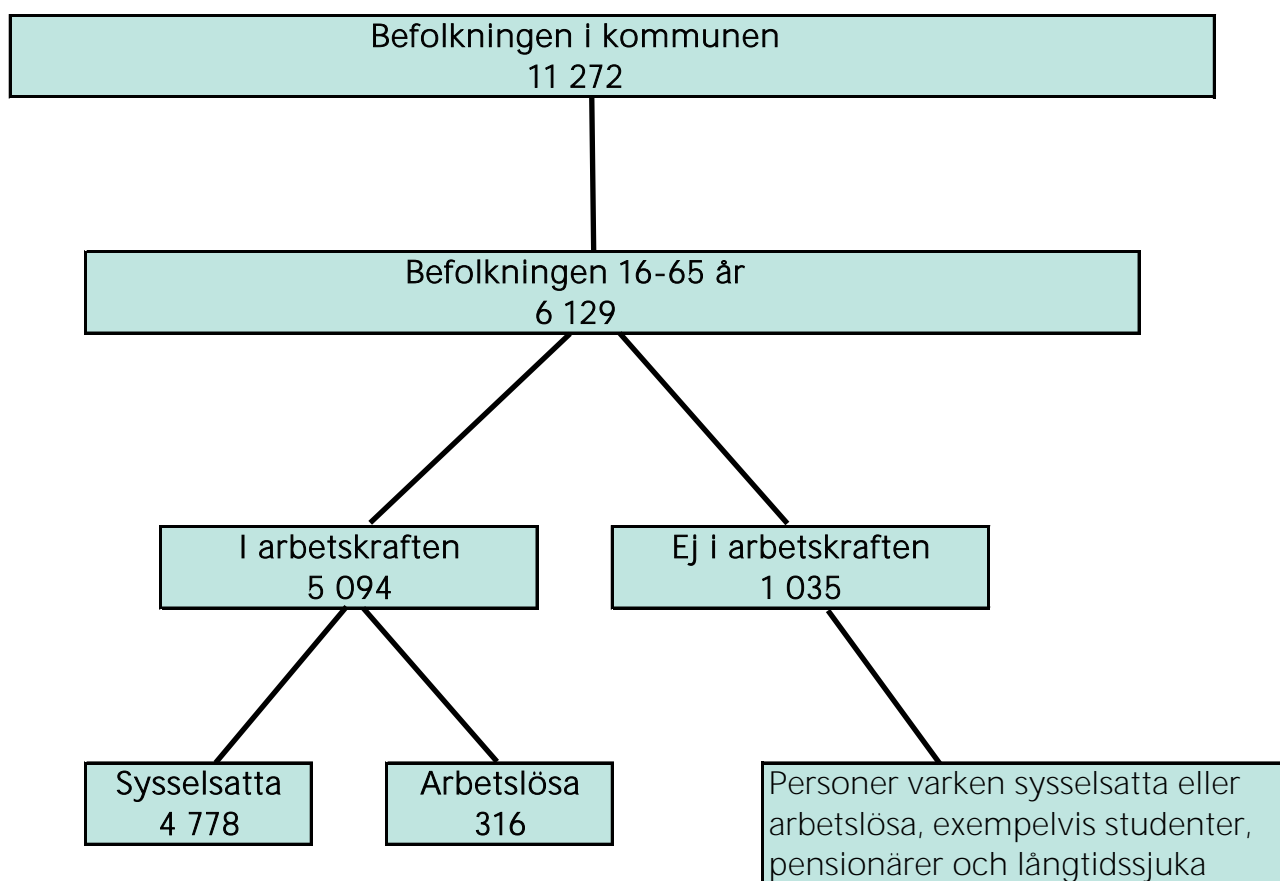 Befolkningen i kommunen
11 272
Befolkningen 16-65 år
6 129
I arbetskraften
5 094
Ej i arbetskraften
1 035
Sysselsatta
4 778
Arbetslösa
316
Personer varken sysselsatta eller
arbetslösa, exempelvis studenter,
pensionärer och långtidssjuka